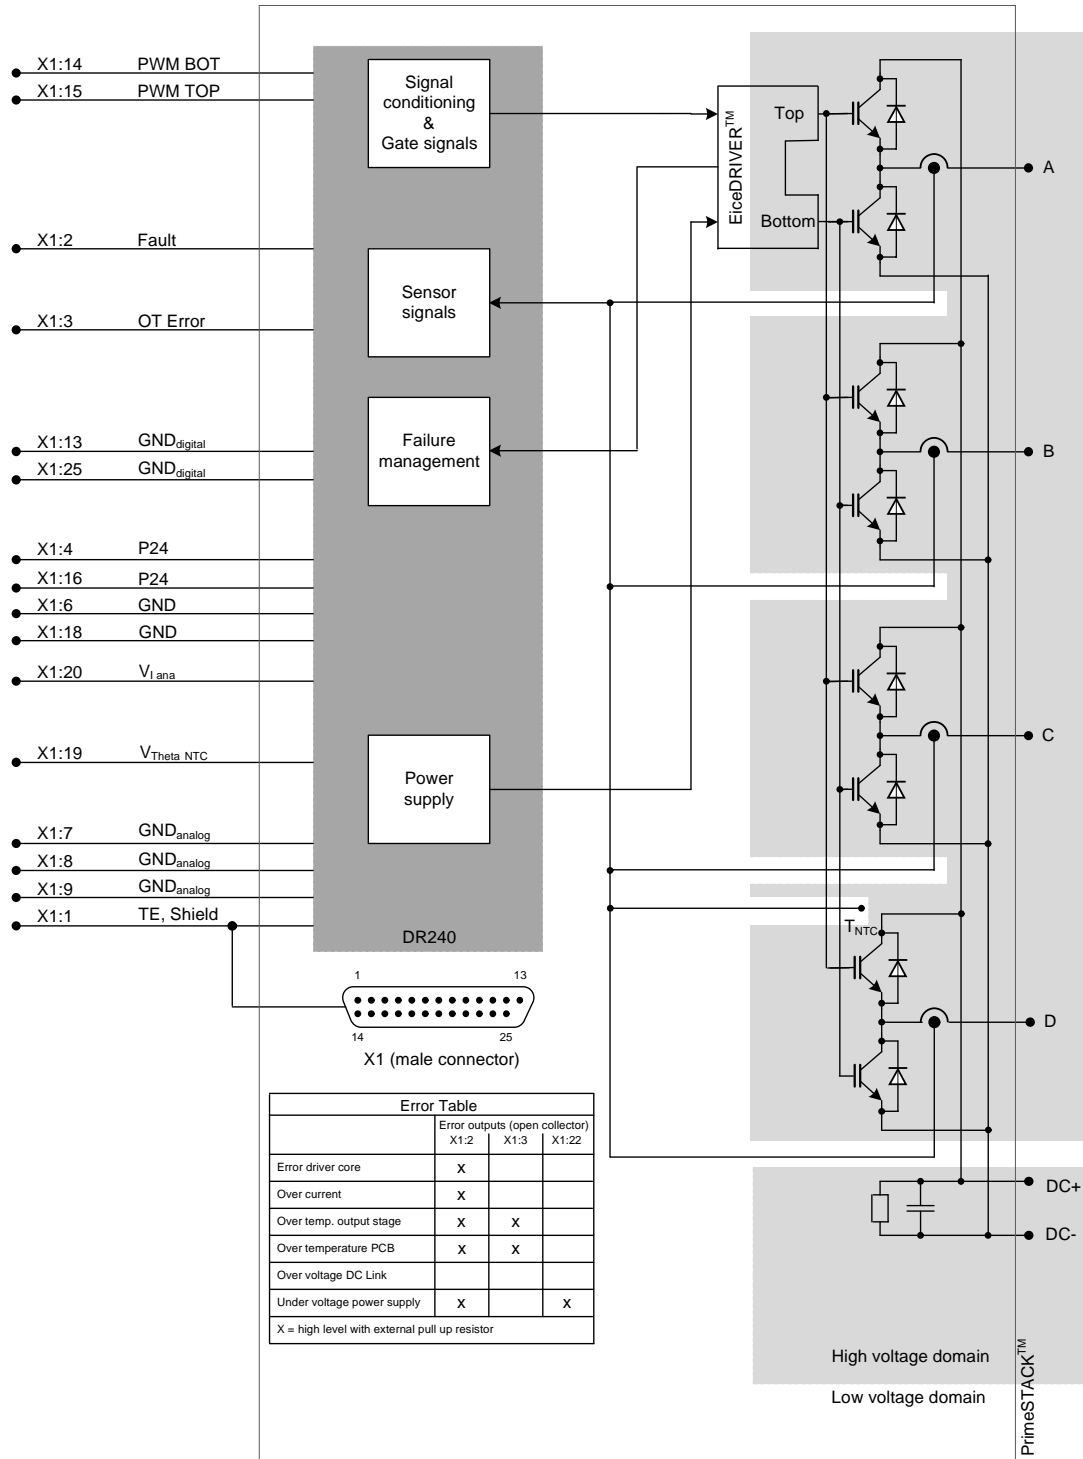 X1:14 PWM BOT
X1:15 PWM TOP
X1:2 Fault
X1:3 OT Error
X1:13 GNDdigital
X1:25 GNDdigital
X1:4 P24
X1:16 P24
X1:6 GND
X1:18 GND
X1:20 VI ana
X1:19 VTheta NTC
X1:7 GNDanalog
X1:8 GNDanalog
X1:9 GNDanalog
X1:1 TE, Shield
Signal
conditioning
&
Gate signals
Sensor
signals
Failure
management
Power
supply
DR240
EiceDRIVER™
Top
Bottom
A
B
C
TNTC
D
DC+
DC-
1 13
14 25
X1 (male connector)
Error Table
Error outputs (open collector)
X1:2 X1:3 X1:22
Error driver core X
Over current X
Over temp. output stage X X
Over temperature PCB X X
Over voltage DC Link
Under voltage power supply X X
X = high level with external pull up resistor
High voltage domain
Low voltage domain
PrimeSTACK™